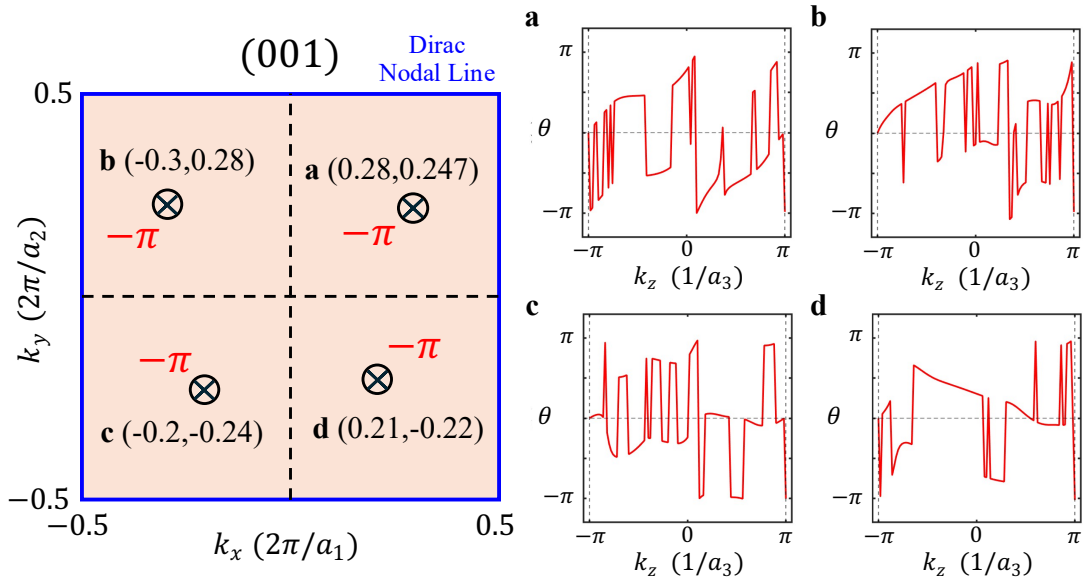 (001)
Dirac
Nodal Line
0.5
b (-0.3,0.28)
a (0.28,0.247)
−π
−π
k_y (2π/a_2)
−π
−π
c (-0.2,-0.24)
d (0.21,-0.22)
−0.5
−0.5
0.5
k_x (2π/a_1)
a
π
θ
−π
−π
0
π
k_z (1/a_3)
b
π
θ
−π
−π
0
π
k_z (1/a_3)
c
π
θ
−π
−π
0
π
k_z (1/a_3)
d
π
θ
−π
−π
0
π
k_z (1/a_3)